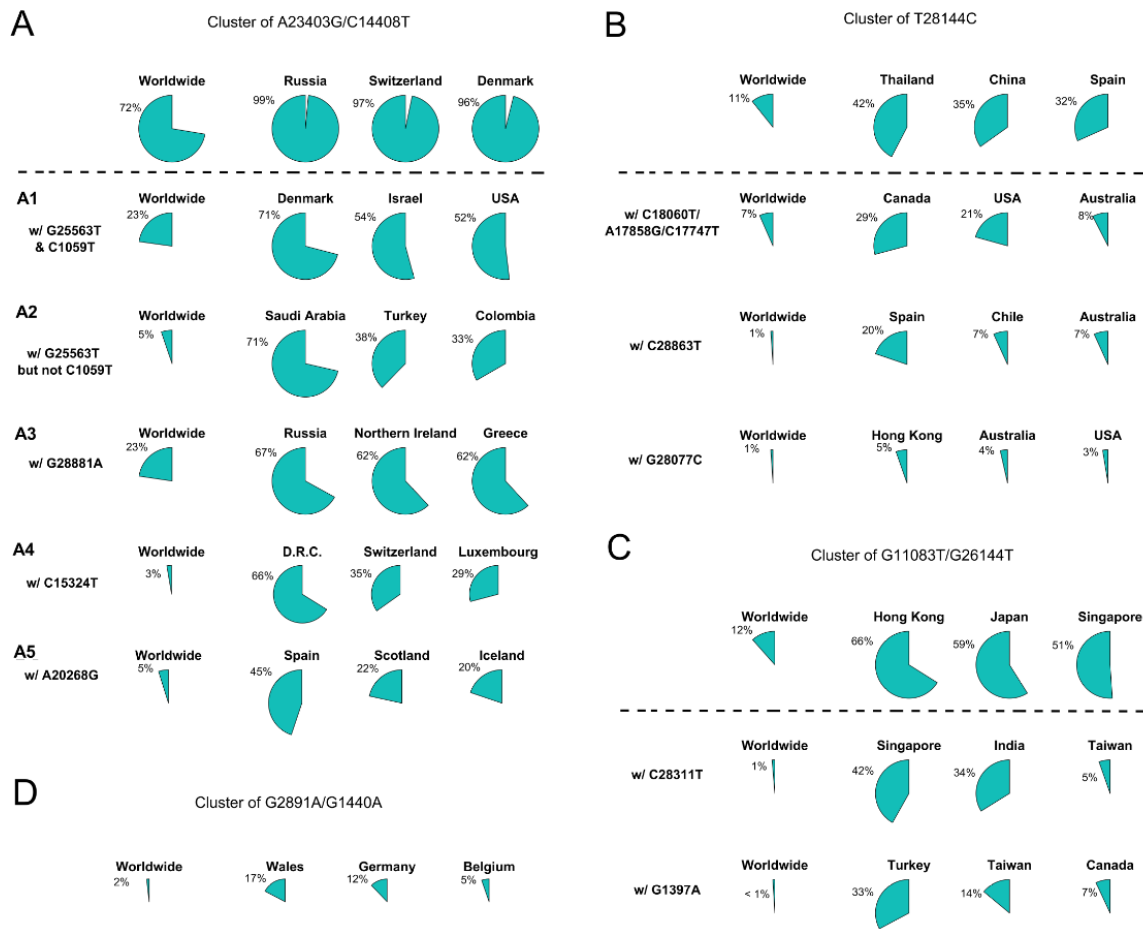 A
Cluster of A23403G/C14408T
Worldwide Russia Switzerland Denmark
72% 99% 97% 96%
A1
w/ G25563T
& C1059T
Worldwide Denmark Israel USA
23% 71% 54% 52%
A2
w/ G25563T
but not C1059T
Worldwide Saudi Arabia Turkey Colombia
5% 71% 38% 33%
A3
w/ G28881A
Worldwide Russia Northern Ireland Greece
23% 67% 62% 62%
A4
w/ C15324T
Worldwide D.R.C. Switzerland Luxembourg
3% 66% 35% 29%
A5
w/ A20268G
Worldwide Spain Scotland Iceland
5% 45% 22% 20%
B
Cluster of T28144C
Worldwide Thailand China Spain
11% 42% 35% 32%
w/ C18060T/
A17858G/C17747T
Worldwide Canada USA Australia
7% 29% 21% 8%
w/ C28863T
Worldwide Spain Chile Australia
1% 20% 7% 7%
w/ G28077C
Worldwide Hong Kong Australia USA
1% 5% 4% 3%
C
Cluster of G11083T/G26144T
Worldwide Hong Kong Japan Singapore
12% 66% 59% 51%
w/ C28311T
Worldwide Singapore India Taiwan
1% 42% 34% 5%
w/ G1397A
Worldwide Turkey Taiwan Canada
< 1% 33% 14% 7%
D
Cluster of G2891A/G1440A
Worldwide Wales Germany Belgium
2% 17% 12% 5%